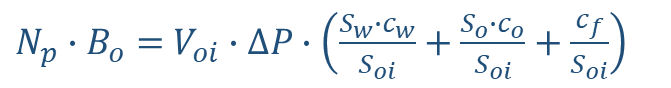 N_p · B_o = V_oi · ΔP · (S_w·c_w / S_oi + S_o·c_o / S_oi + c_f / S_oi)